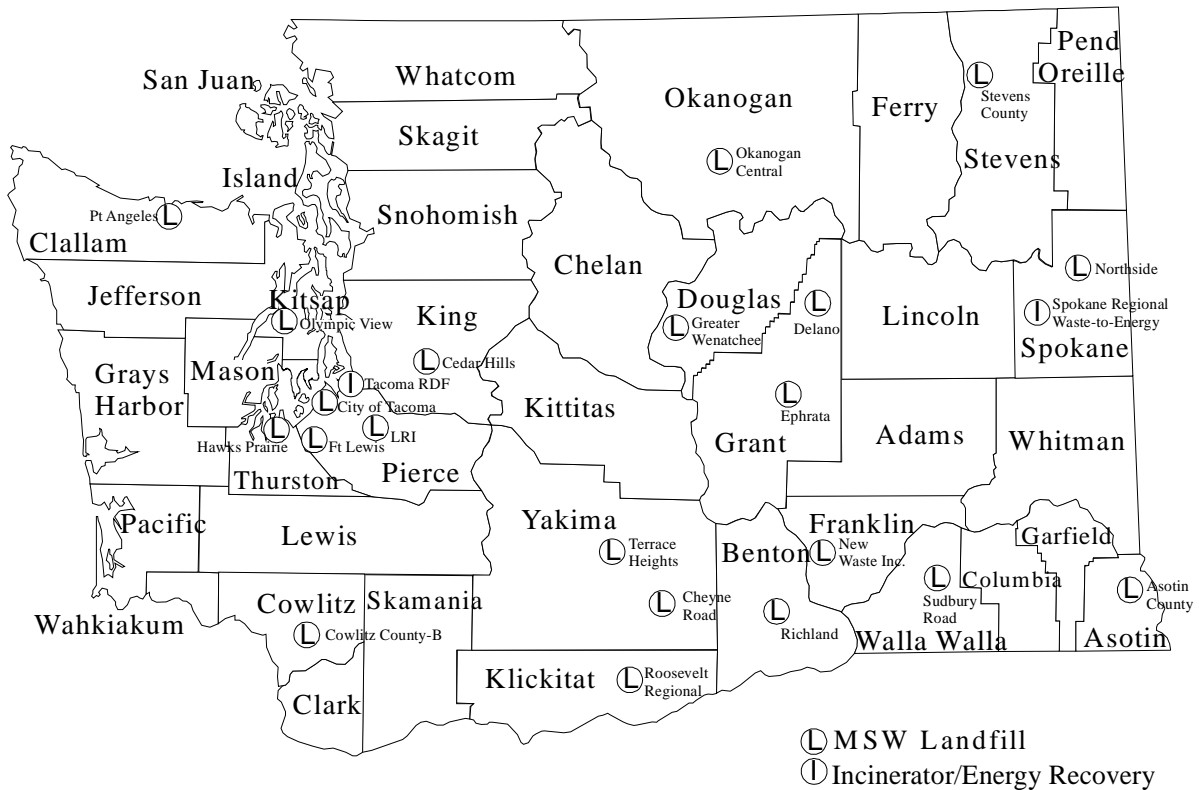 Pend
Oreille
San Juan
Whatcom
Okanogan
Ferry
L
Stevens
County
Skagit
L
Okanogan
Central
Stevens
Island
Pt Angeles
L
Clallam
Snohomish
Chelan
L
Northside
Jefferson
Kitsap
L
Olympic View
King
Douglas
L
Greater
Wenatchee
L
Delano
Lincoln
I
Spokane Regional
Waste-to-Energy
Spokane
Grays
Harbor
Mason
L
Cedar Hills
I
Tacoma RDF
L
City of Tacoma
Kittitas
L
Ephrata
Grant
Adams
Whitman
L
Hawks Prairie
L
Ft Lewis
L
LRI
Thurston
Pierce
Pacific
Lewis
Yakima
L
Terrace
Heights
Benton
Franklin
L
New
Waste Inc.
Garfield
Columbia
L
Sudbury
Road
L
Asotin
County
Wahkiakum
Cowlitz
L
Cowlitz County-B
Skamania
L
Cheyne
Road
L
Richland
Walla Walla
Asotin
Clark
Klickitat
L
Roosevelt
Regional
L MSW Landfill
I Incinerator/Energy Recovery